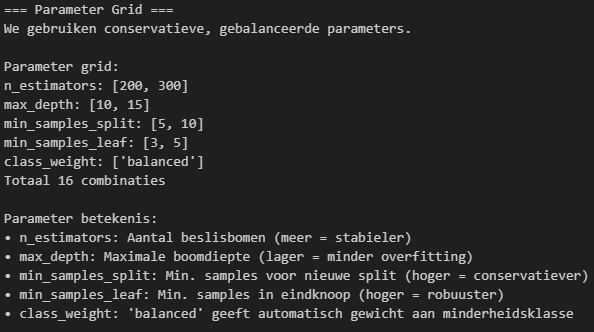 === Parameter Grid ===
We gebruiken conservatieve, gebalanceerde parameters.
Parameter grid:
n_estimators: [200, 300]
max_depth: [10, 15]
min_samples_split: [5, 10]
min_samples_leaf: [3, 5]
class_weight: ['balanced']
Totaal 16 combinaties
Parameter betekenis:
• n_estimators: Aantal beslisbomen (meer = stabieler)
• max_depth: Maximale boomdiepte (lager = minder overfitting)
• min_samples_split: Min. samples voor nieuwe split (hoger = conservatiever)
• min_samples_leaf: Min. samples in eindknoop (hoger = robuuster)
• class_weight: 'balanced' geeft automatisch gewicht aan minderheidsklasse